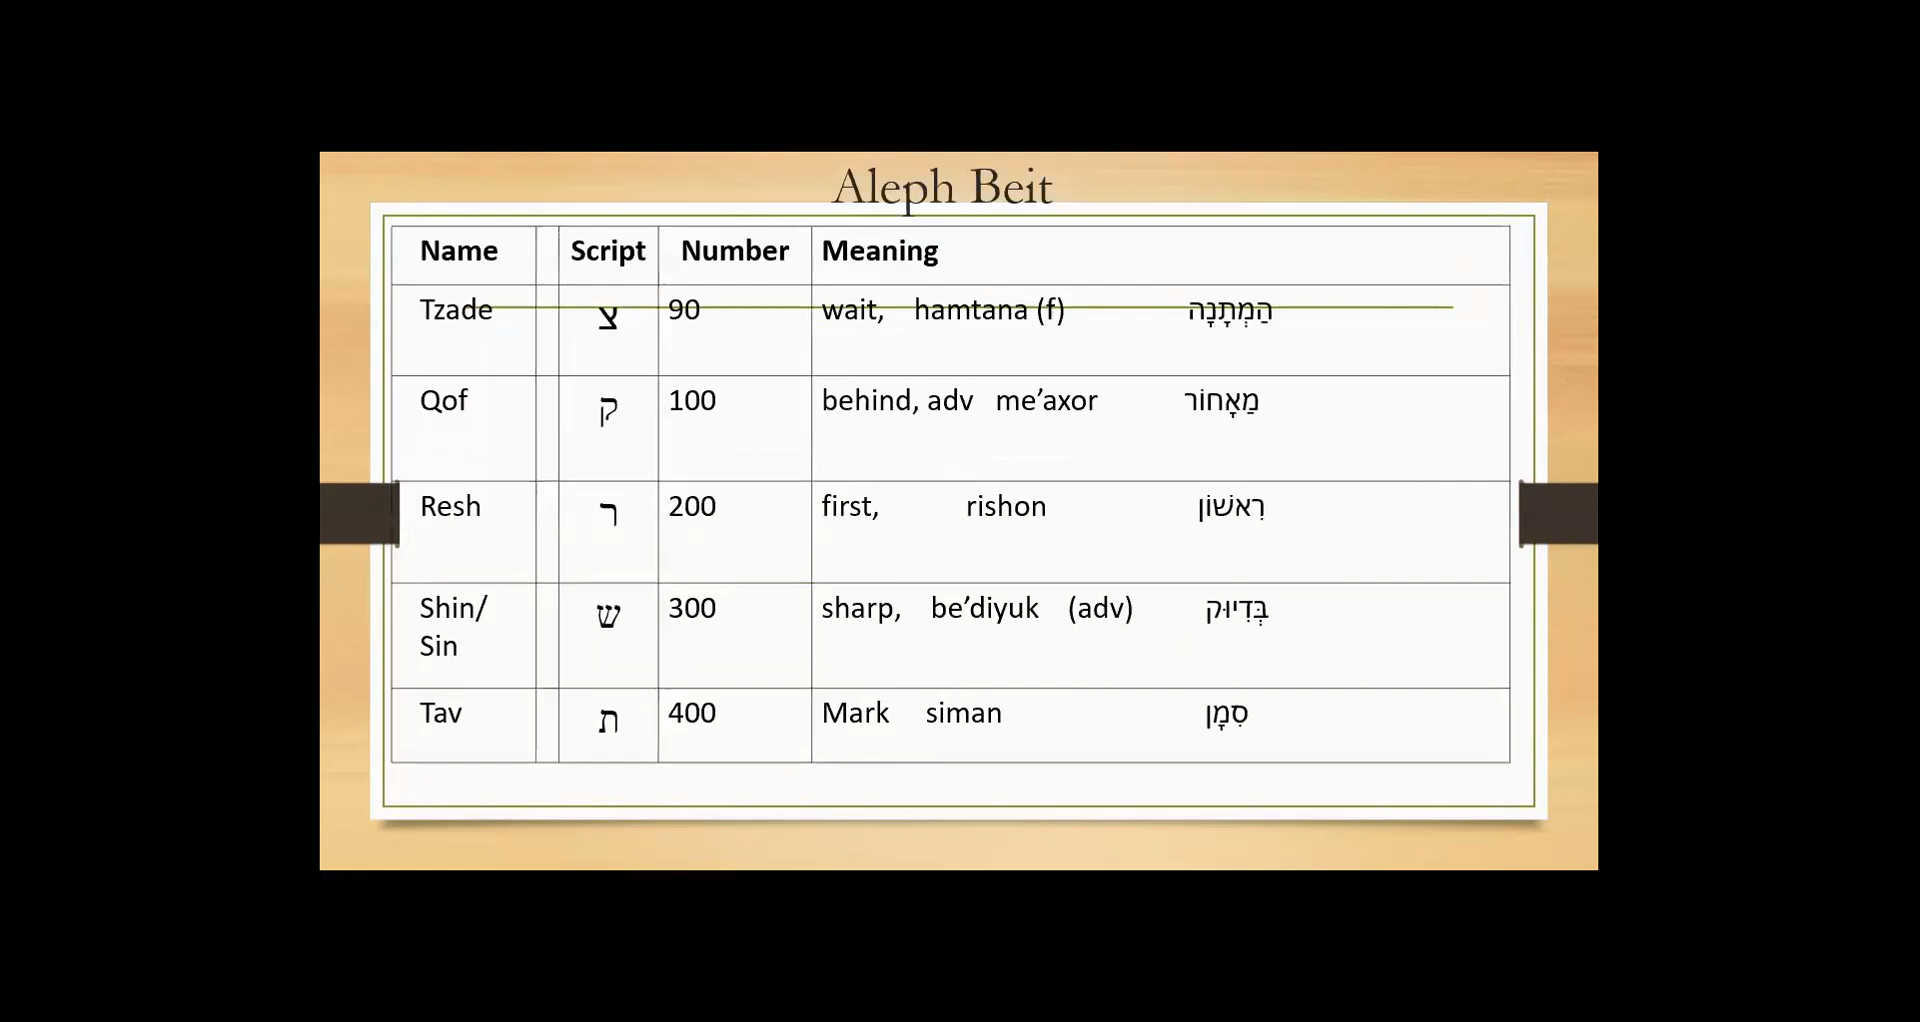 Aleph Beit
Name Script Number Meaning
Tzade צ 90 wait, hamtana (f) הַמְתָּנָה
Qof ק 100 behind, adv me’axor מַאָחוֹר
Resh ר 200 first, rishon רִאשׁוֹן
Shin/ ש 300 sharp, be’diyuk (adv) בְּדִיוּק
Sin
Tav ת 400 Mark siman סִמָן